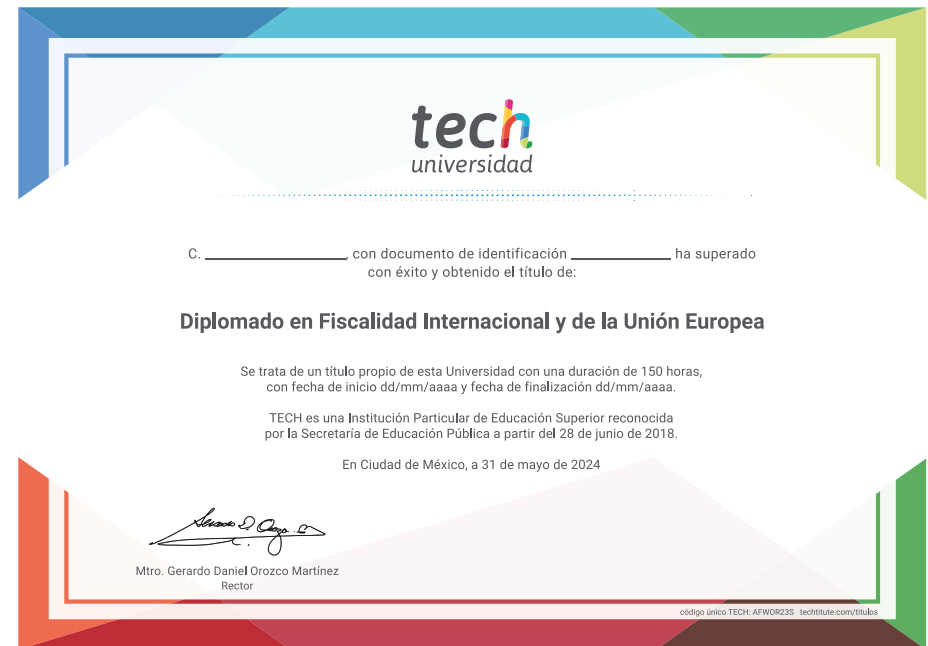 tech
universidad
C. ________________, con documento de identificación ____________ ha superado
con éxito y obtenido el título de:
Diplomado en Fiscalidad Internacional y de la Unión Europea
Se trata de un título propio de esta Universidad con una duración de 150 horas,
con fecha de inicio dd/mm/aaaa y fecha de finalización dd/mm/aaaa.
TECH es una Institución Particular de Educación Superior reconocida
por la Secretaría de Educación Pública a partir del 28 de junio de 2018.
En Ciudad de México, a 31 de mayo de 2024
Mtro. Gerardo Daniel Orozco Martínez
Rector
código único TECH: AFWOR23S techtitute.com/titulos